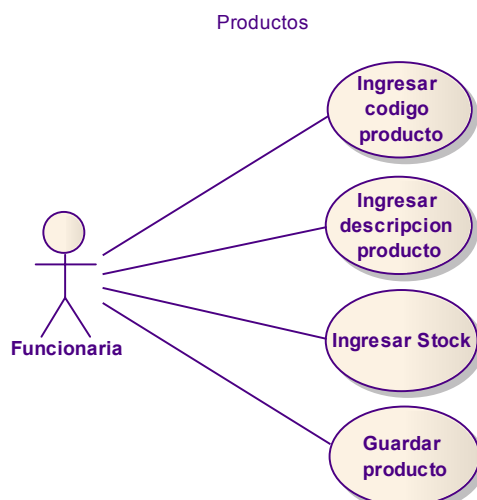 Productos
Ingresar
codigo
producto
Ingresar
descripcion
producto
Funcionaria
Ingresar Stock
Guardar
producto